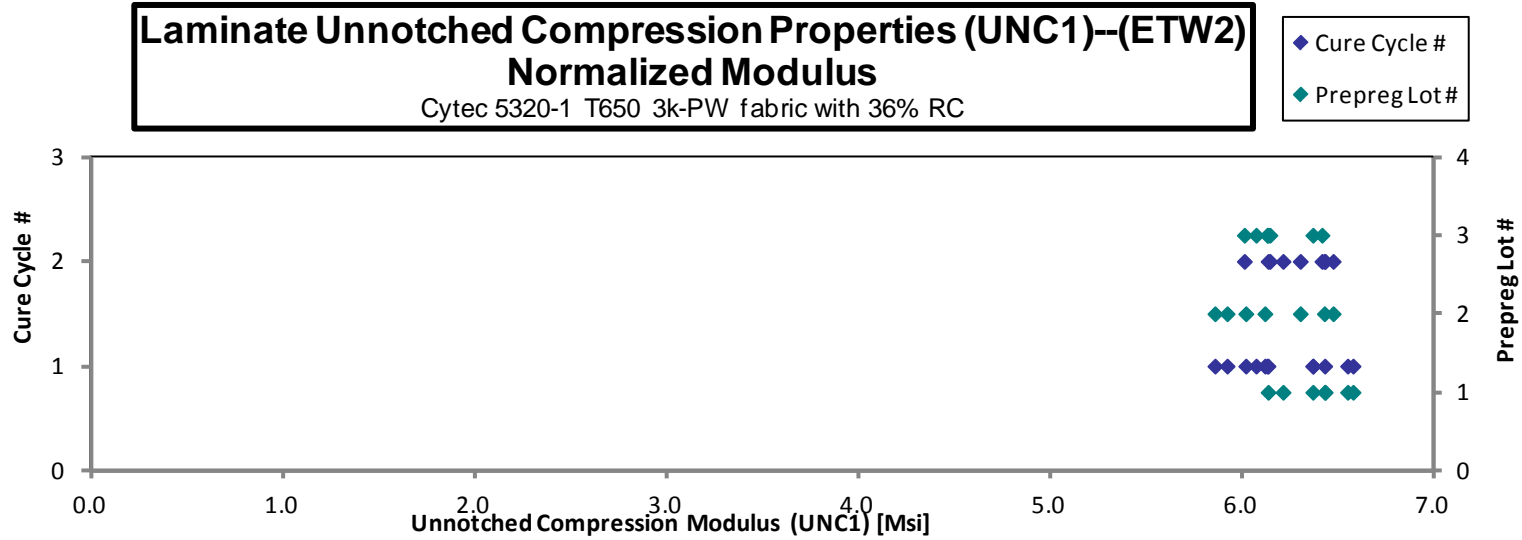 Laminate Unnotched Compression Properties (UNC1)--(ETW2)
Normalized Modulus
Cytec 5320-1 T650 3k-PW fabric with 36% RC
Cure Cycle #
Prepreg Lot #
3
2
1
0
Cure Cycle #
4
3
2
1
0
Prepreg Lot #
0.0 1.0 2.0 3.0 4.0 5.0 6.0 7.0
Unnotched Compression Modulus (UNC1) [Msi]